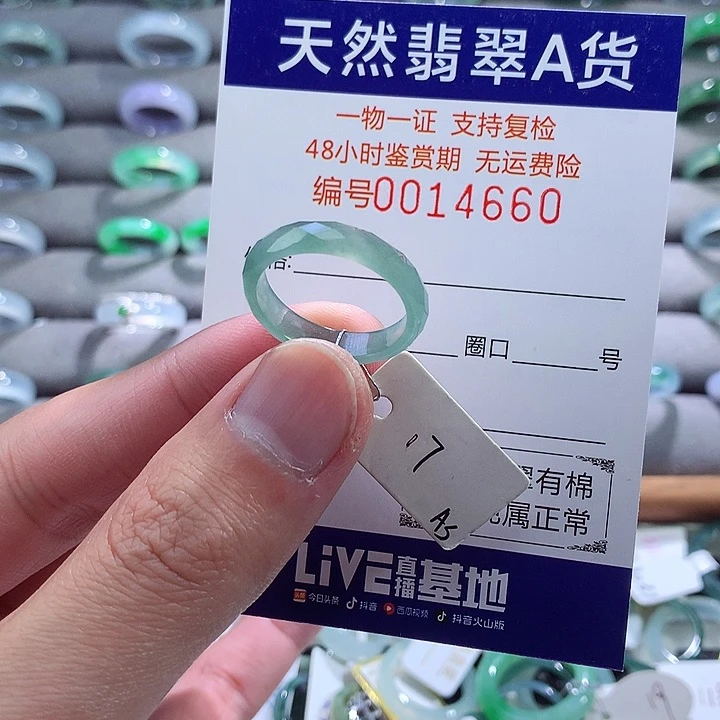 天然翡翠A货
一物一证 支持复检
48小时鉴赏期 无运费险
编号0014660
圈口 号
17
A5
有棉
属正常
LiVE直播基地
头条 今日头条 抖音 西瓜视频 抖音火山版